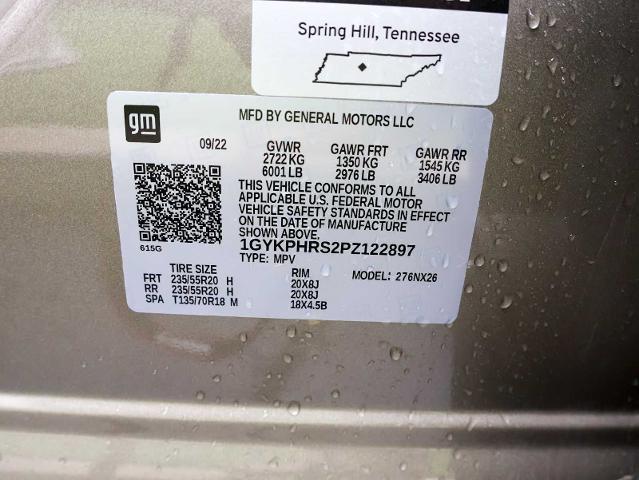 Spring Hill, Tennessee
gm
MFD BY GENERAL MOTORS LLC
09/22 GVWR GAWR FRT GAWR RR
2722 KG 1350 KG 1545 KG
6001 LB 2976 LB 3406 LB
THIS VEHICLE CONFORMS TO ALL
APPLICABLE U.S. FEDERAL MOTOR
VEHICLE SAFETY STANDARDS IN EFFECT
ON THE DATE OF MANUFACTURE
SHOWN ABOVE.
615G
1GYKPHRS2PZ122897
TYPE: MPV
TIRE SIZE RIM MODEL: 276NX26
FRT 235/55R20 H 20X8J
RR 235/55R20 H 20X8J
SPA T135/70R18 M 18X4.5B